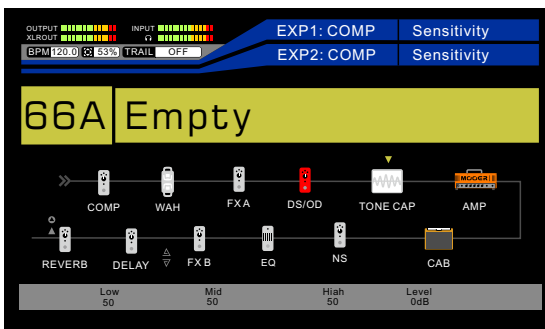 OUTPUT INPUT EXP1: COMP Sensitivity
XLROUT
BPM 120.0 53% TRAIL OFF EXP2: COMP Sensitivity
66A Empty
MOOER
COMP WAH FX A DS/OD TONE CAP AMP
REVERB DELAY FX B EQ NS CAB
Low Mid Hiah Level
50 50 50 0dB